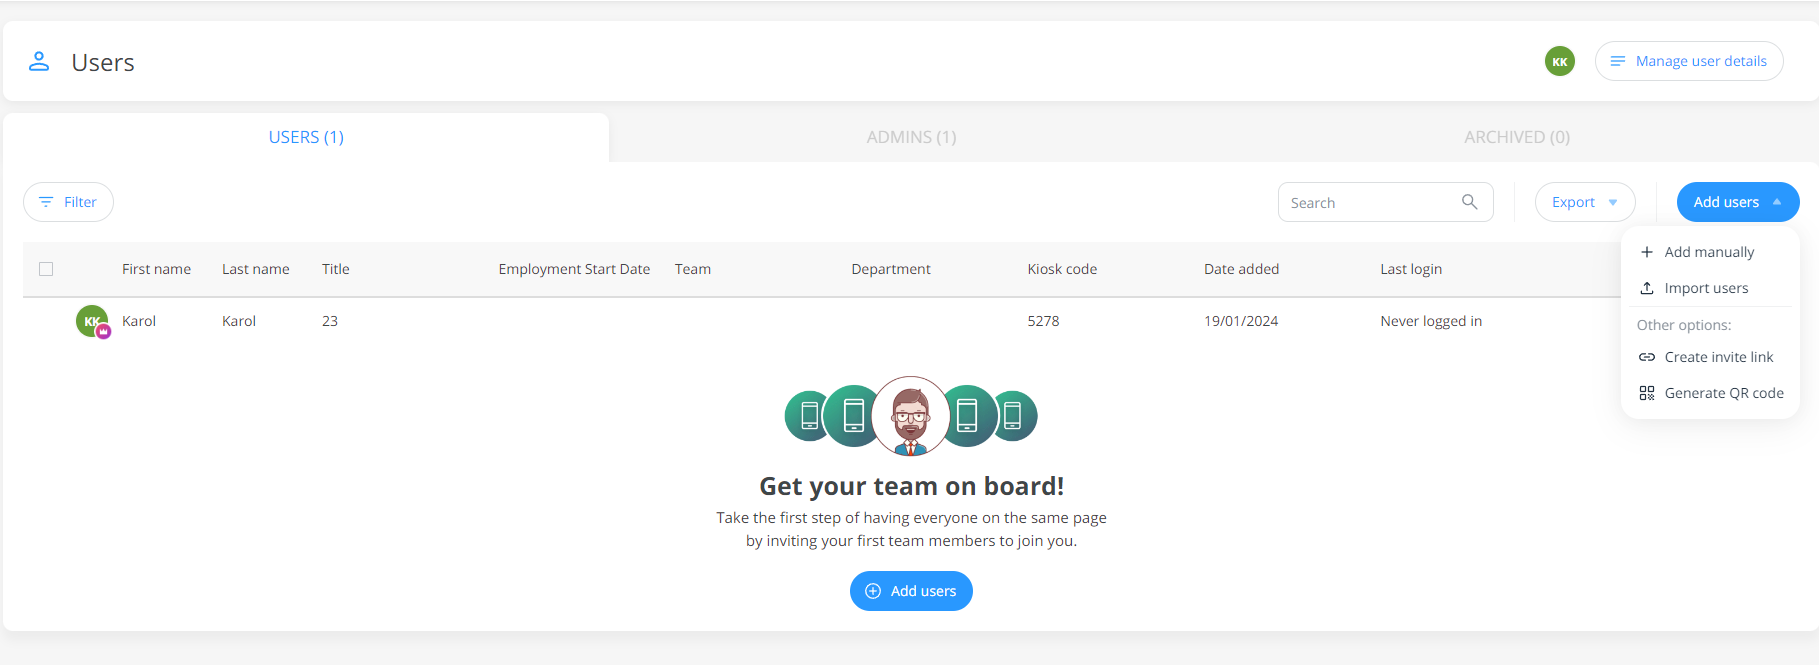 Users
KK
Manage user details
USERS (1)
ADMINS (1)
ARCHIVED (0)
Filter
Search
Export
Add users
Add manually
Import users
Other options:
Create invite link
Generate QR code
First name Last name Title Employment Start Date Team Department Kiosk code Date added Last login
KK Karol Karol 23 5278 19/01/2024 Never logged in
Get your team on board!
Take the first step of having everyone on the same page
by inviting your first team members to join you.
Add users